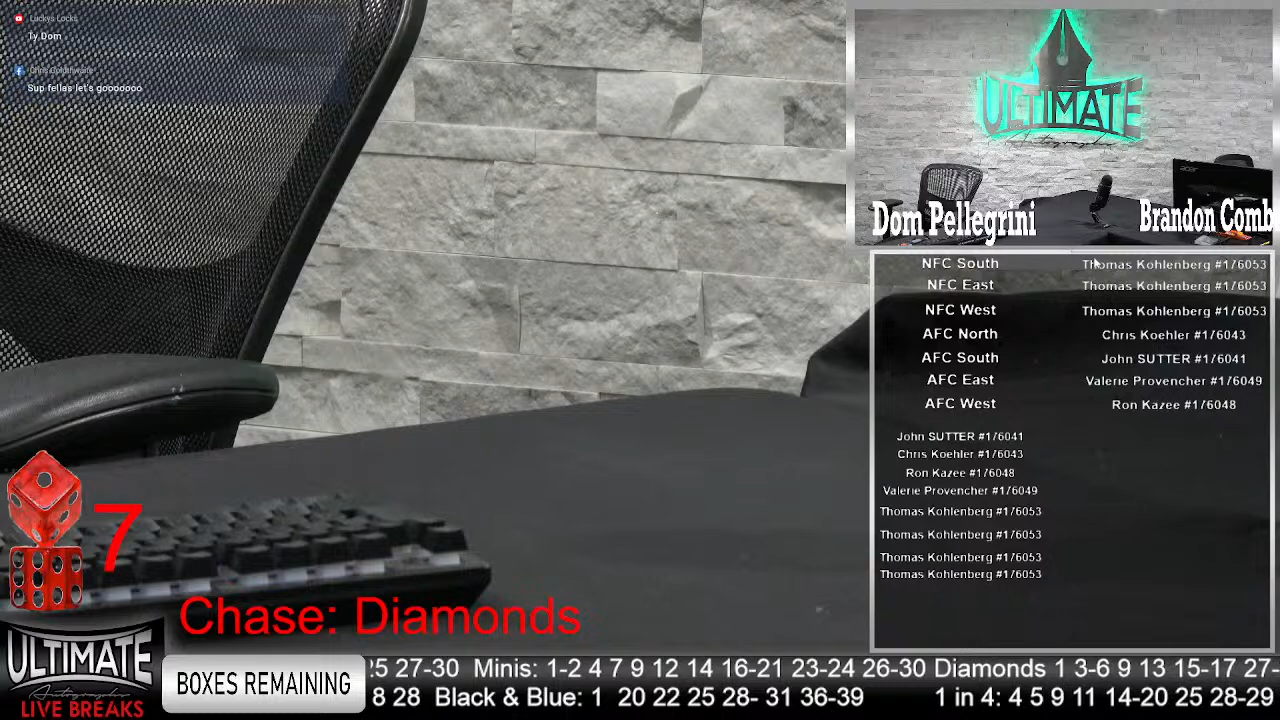 Luckys Locks
Ty Dom
Chris Goldthwaite
Sup fellas let's gooooooo
ULTIMATE
Autographs
acer
Dom Pellegrini
Brandon Comb
NFC South Thomas Kohlenberg #1/6053
NFC East Thomas Kohlenberg #1/6053
NFC West Thomas Kohlenberg #1/6053
AFC North Chris Koehler #1/6043
AFC South John SUTTER #1/6041
AFC East Valerie Provencher #1/6049
AFC West Ron Kazee #1/6048
John SUTTER #1/6041
Chris Koehler #1/6043
Ron Kazee #1/6048
Valerie Provencher #1/6049
Thomas Kohlenberg #1/6053
Thomas Kohlenberg #1/6053
Thomas Kohlenberg #1/6053
Thomas Kohlenberg #1/6053
7
Chase: Diamonds
ULTIMATE
Autographs
LIVE BREAKS
BOXES REMAINING
25 27-30 Minis: 1-2 4 7 9 12 14 16-21 23-24 26-30 Diamonds 1 3-6 9 13 15-17 27-
8 28 Black & Blue: 1 20 22 25 28- 31 36-39 1 in 4: 4 5 9 11 14-20 25 28-29